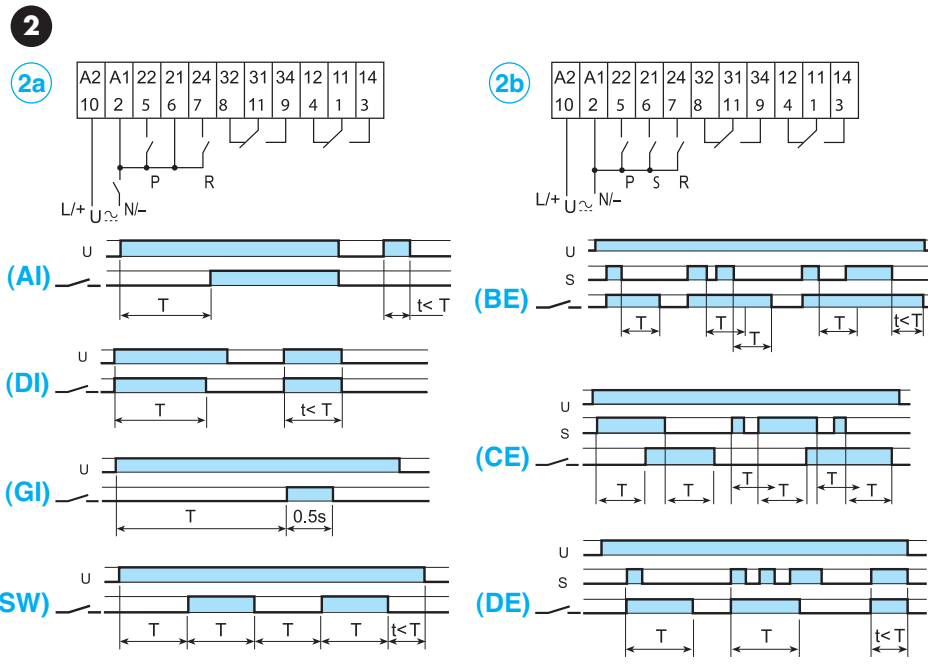 2
2a
A2 A1 22 21 24 32 31 34 12 11 14
10 2 5 6 7 8 11 9 4 1 3
P R
L/+ U N/–
U
(AI)
T t< T
U
(DI)
T t< T
U
(GI)
T 0.5s
U
SW)
T T T T t< T
2b
A2 A1 22 21 24 32 31 34 12 11 14
10 2 5 6 7 8 11 9 4 1 3
P S R
L/+ U N/–
U
S
(BE)
T T T t<T
T
U
S
(CE)
T T T T T T
U
S
(DE)
T T t< T